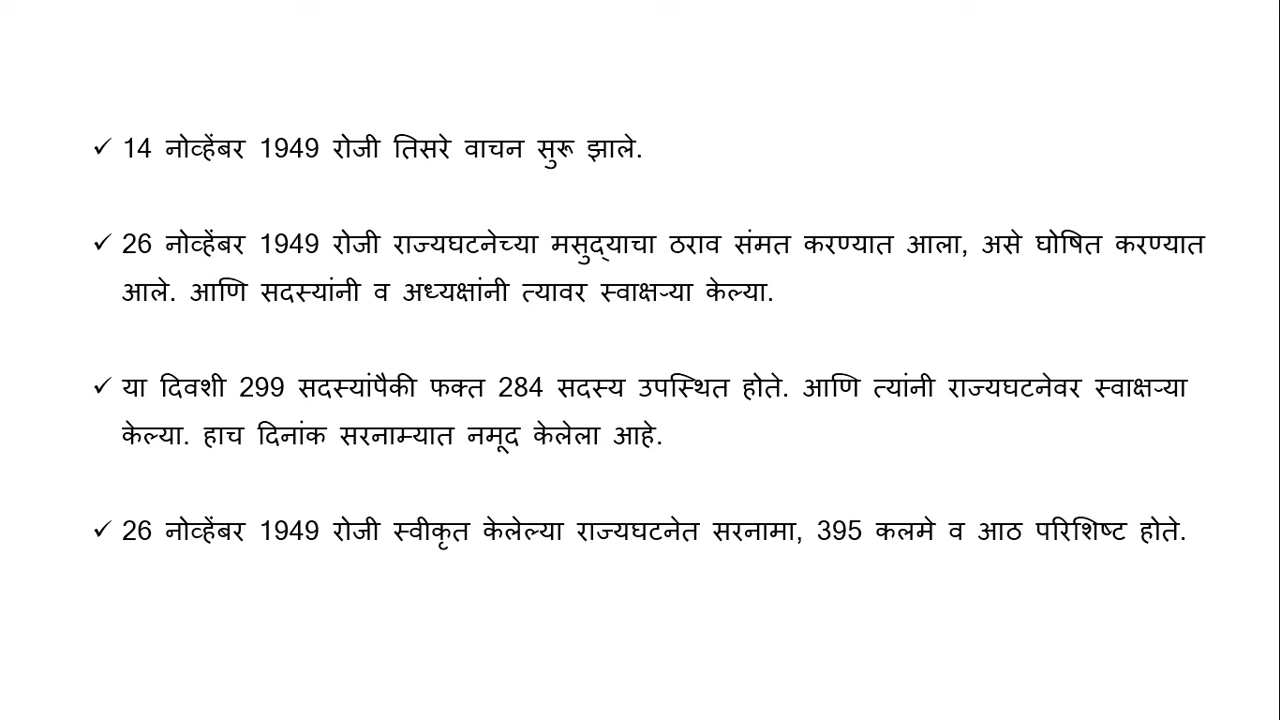 ✓ 14 नोव्हेंबर 1949 रोजी तिसरे वाचन सुरू झाले.
✓ 26 नोव्हेंबर 1949 रोजी राज्यघटनेच्या मसुद्‌याचा ठराव संमत करण्यात आला, असे घोषित करण्यात
आले. आणि सदस्यांनी व अध्यक्षांनी त्यावर स्वाक्षऱ्या केल्या.
✓ या दिवशी 299 सदस्यांपैकी फक्त 284 सदस्य उपस्थित होते. आणि त्यांनी राज्यघटनेवर स्वाक्षऱ्या
केल्या. हाच दिनांक सरनाम्यात नमूद केलेला आहे.
✓ 26 नोव्हेंबर 1949 रोजी स्वीकृत केलेल्या राज्यघटनेत सरनामा, 395 कलमे व आठ परिशिष्ट होते.